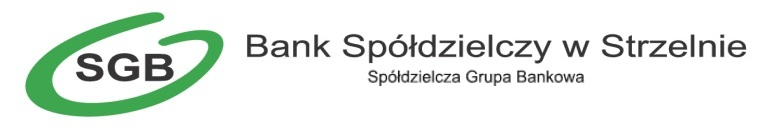 SGB
Bank Spółdzielczy w Strzelnie
Spółdzielcza Grupa Bankowa